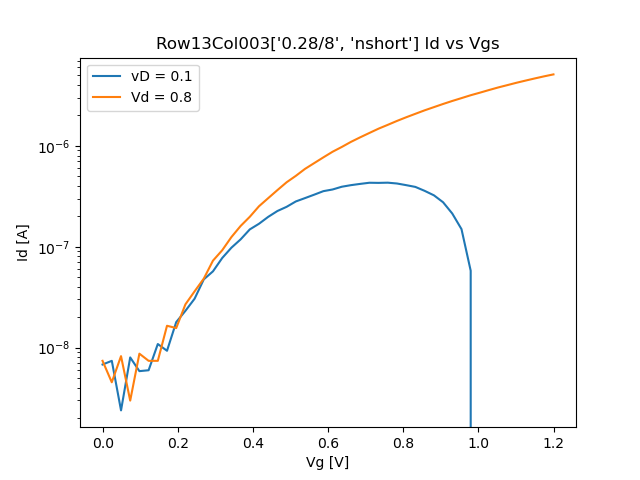 Row13Col003['0.28/8', 'nshort'] Id vs Vgs
vD = 0.1
Vd = 0.8
Id [A]
10⁻⁶
10⁻⁷
10⁻⁸
0.0 0.2 0.4 0.6 0.8 1.0 1.2
Vg [V]